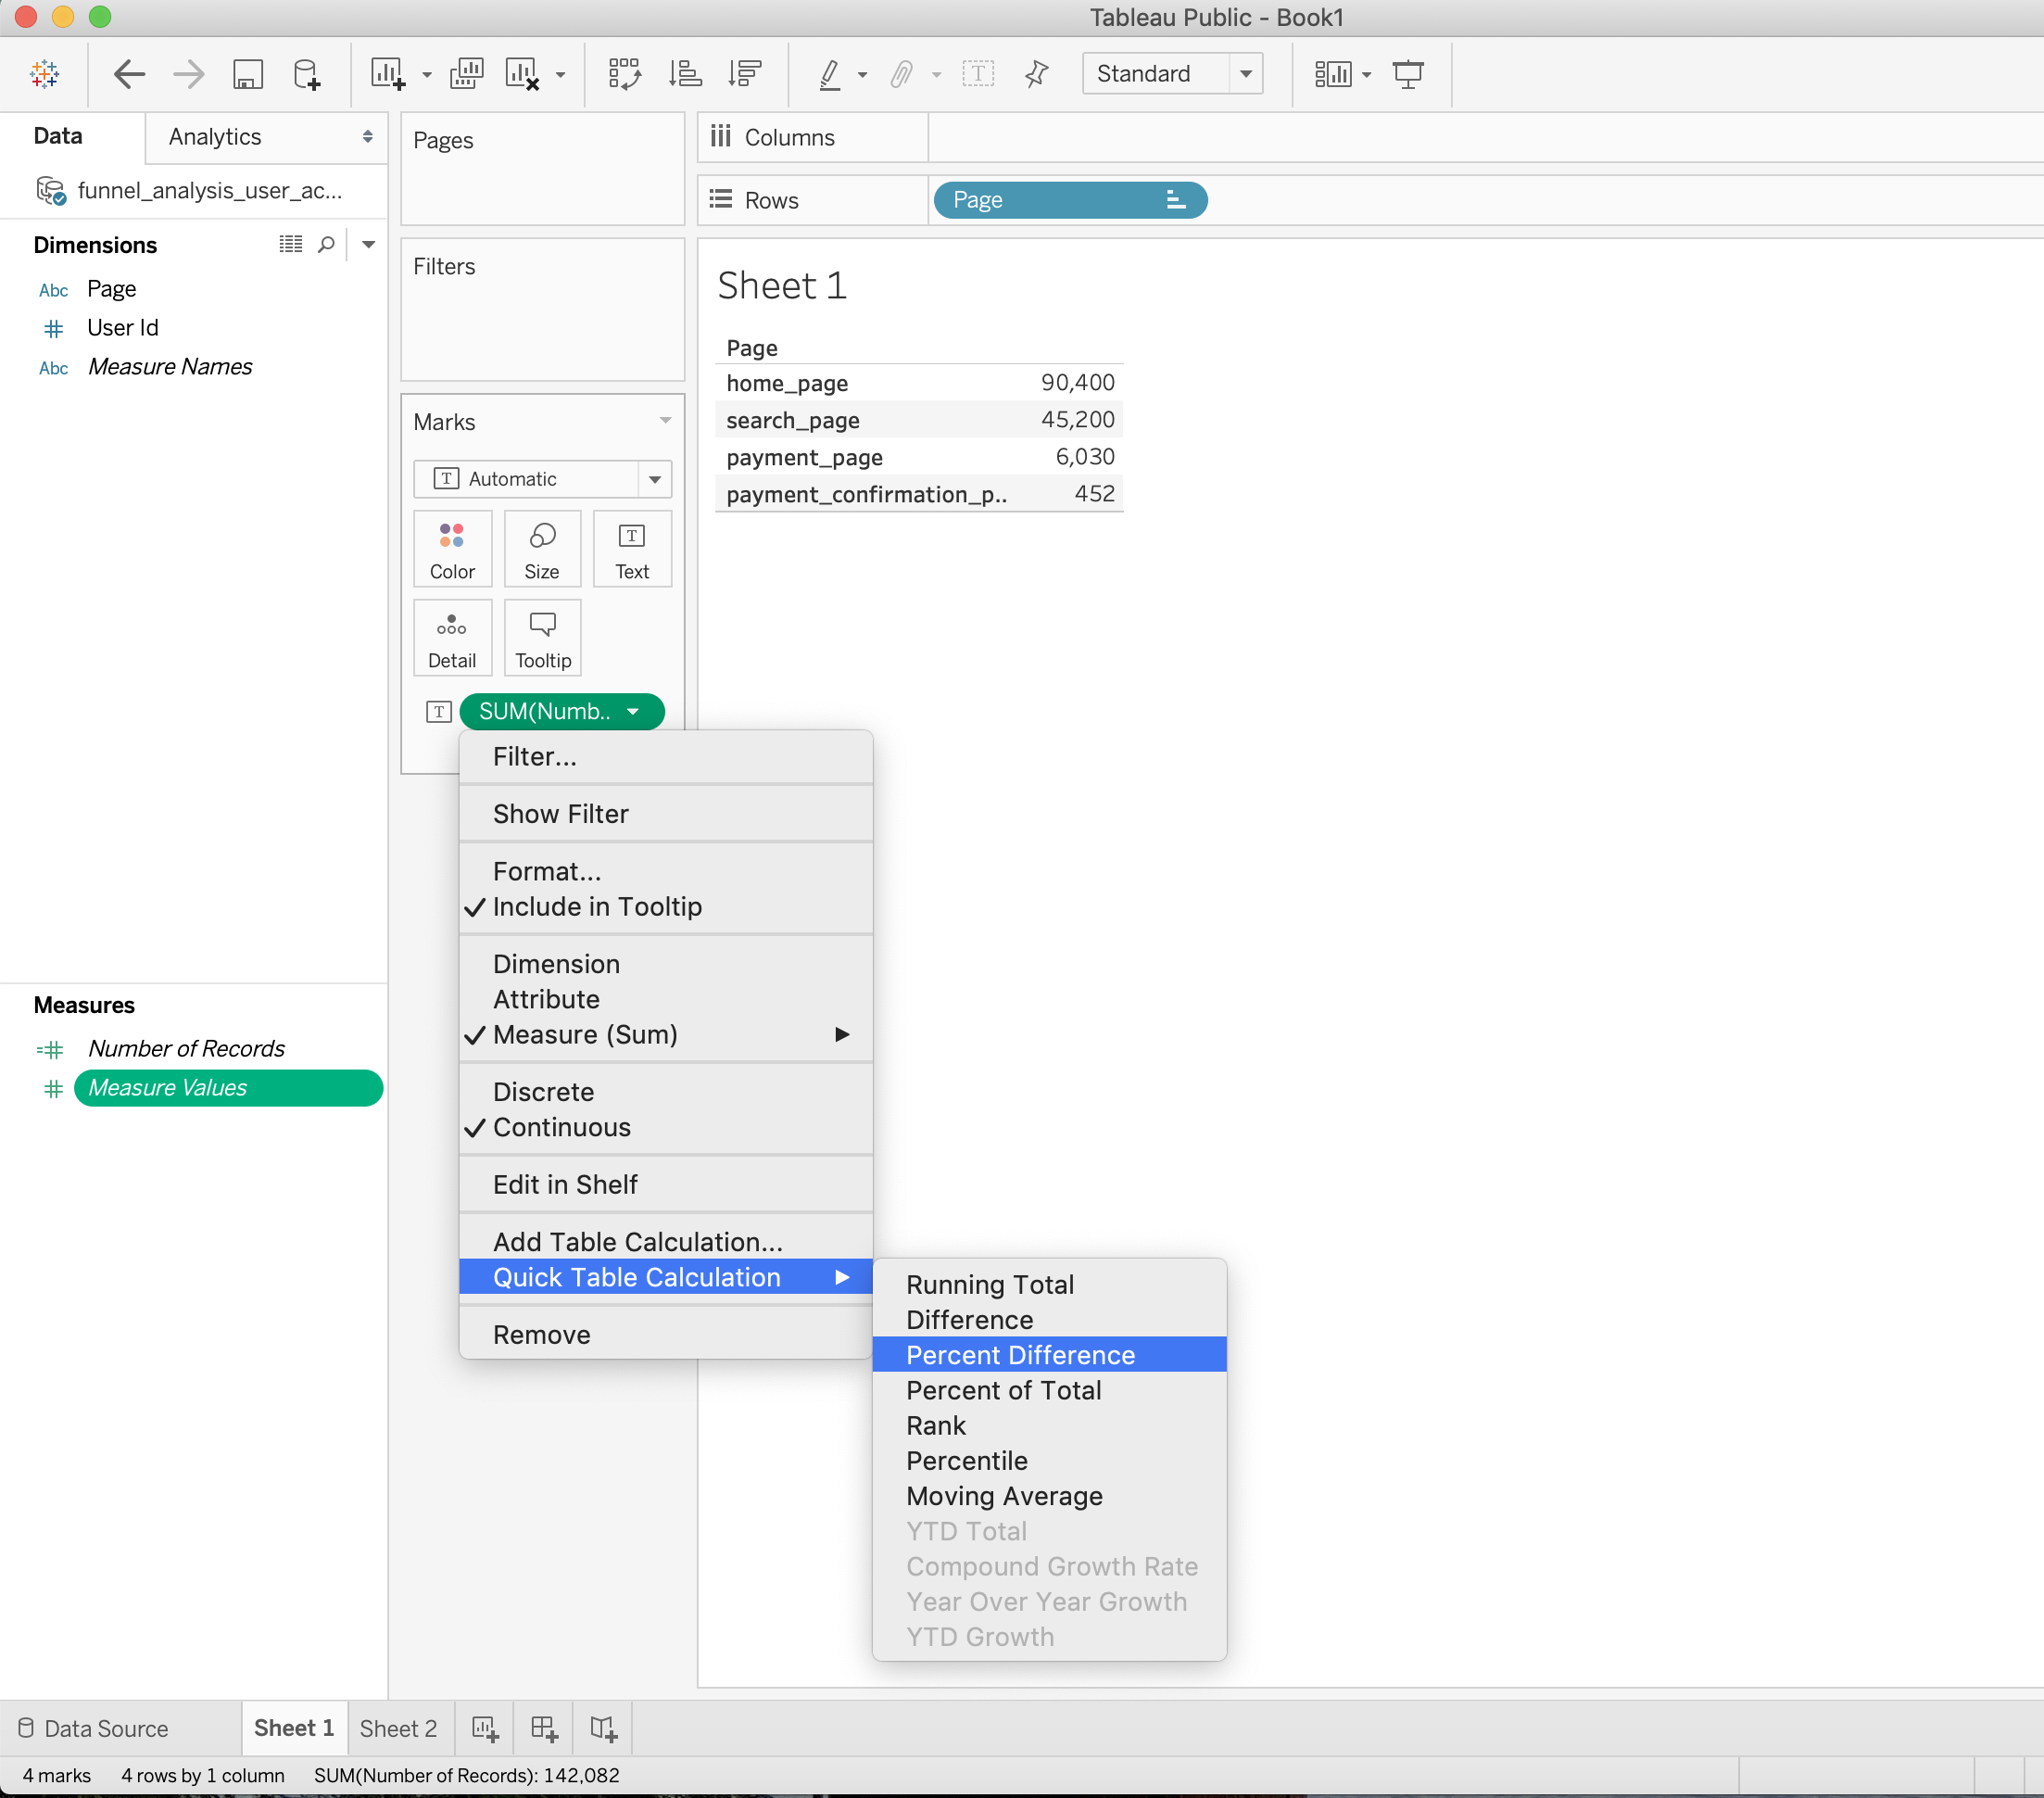 Tableau Public - Book1
Standard
Data
Analytics
funnel_analysis_user_ac...
Dimensions
Abc Page
User Id
Abc Measure Names
Measures
Number of Records
Measure Values
Pages
Filters
Marks
T Automatic
Color Size T Text
Detail Tooltip
T SUM(Numb..
Filter...
Show Filter
Format...
Include in Tooltip
Dimension
Attribute
Measure (Sum)
Discrete
Continuous
Edit in Shelf
Add Table Calculation...
Quick Table Calculation
Remove
Running Total
Difference
Percent Difference
Percent of Total
Rank
Percentile
Moving Average
YTD Total
Compound Growth Rate
Year Over Year Growth
YTD Growth
Columns
Rows Page
Sheet 1
Page
home_page 90,400
search_page 45,200
payment_page 6,030
payment_confirmation_p.. 452
Data Source Sheet 1 Sheet 2
4 marks 4 rows by 1 column SUM(Number of Records): 142,082